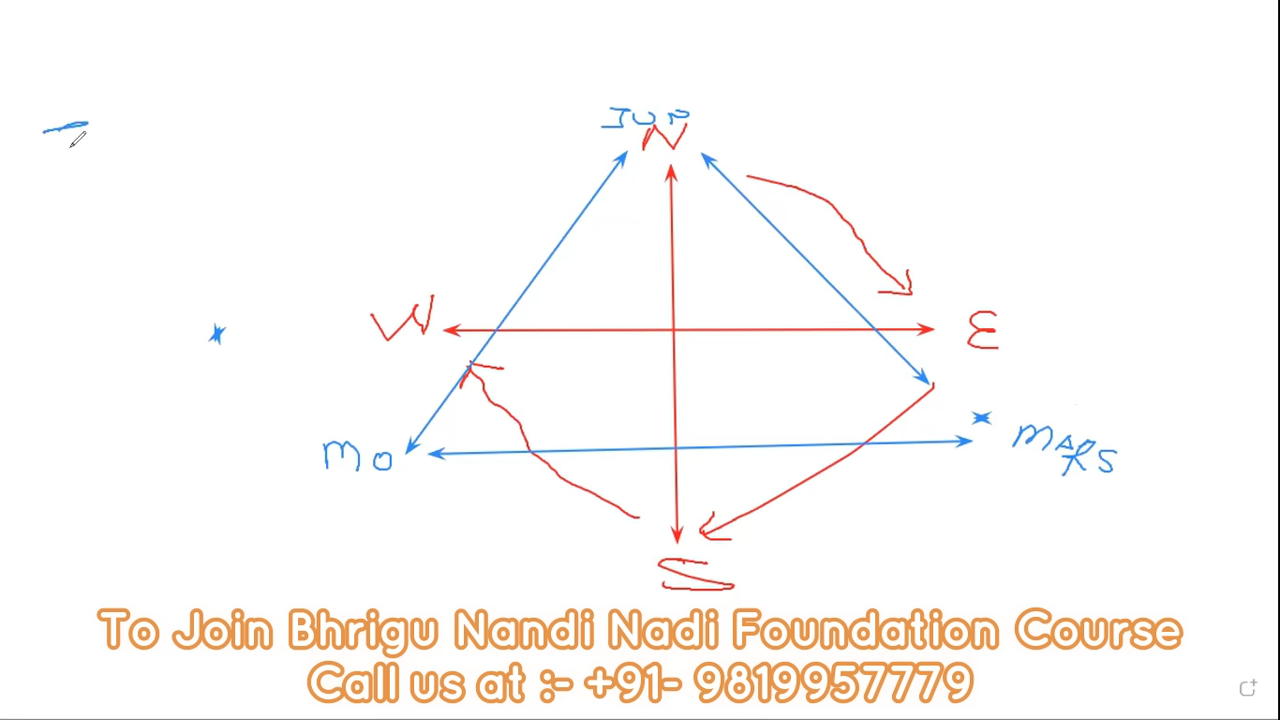 JUP
N
W
E
MO
MARS
S
To Join Bhrigu Nandi Nadi Foundation Course
Call us at :- +91- 9819957779